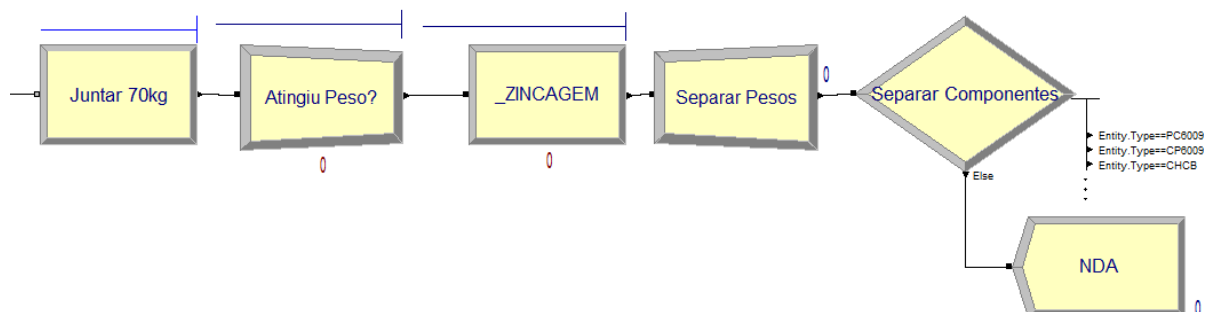 Juntar 70kg
Atingiu Peso?
0
_ZINCAGEM
0
Separar Pesos
0
Separar Componentes
Entity.Type==PC6009
Entity.Type==CP6009
Entity.Type==CHCB
Else
NDA
0